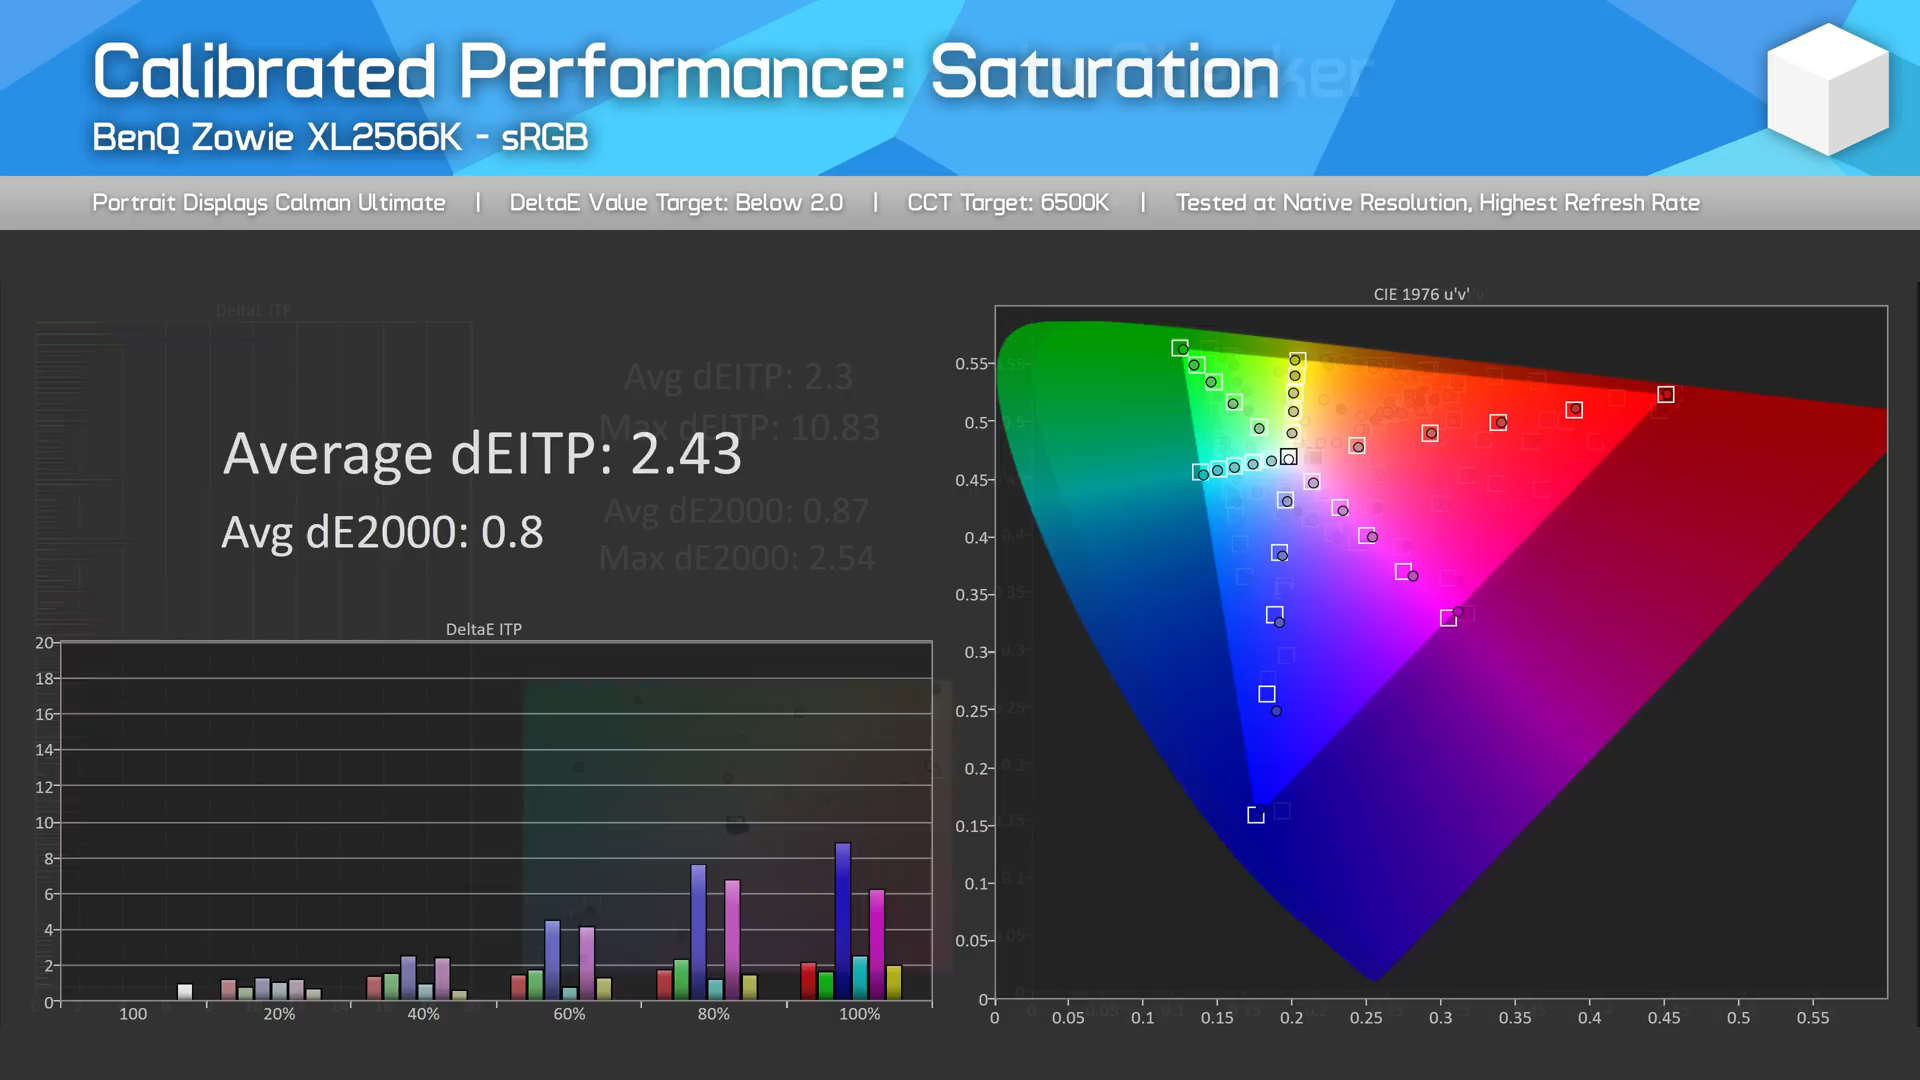 Calibrated Performance: Saturation
BenQ Zowie XL2566K - sRGB
Portrait Displays Calman Ultimate | DeltaE Value Target: Below 2.0 | CCT Target: 6500K | Tested at Native Resolution, Highest Refresh Rate
DeltaE ITP
Avg dEITP: 2.3
Max dEITP: 10.83
Average dEITP: 2.43
Avg dE2000: 0.87
Avg dE2000: 0.8
Max dE2000: 2.54
DeltaE ITP
20
18
16
14
12
10
8
6
4
2
0
100 20% 40% 60% 80% 100%
CIE 1976 u'v'
0.55
0.5
0.45
0.4
0.35
0.3
0.25
0.2
0.15
0.1
0.05
0
0 0.05 0.1 0.15 0.2 0.25 0.3 0.35 0.4 0.45 0.5 0.55